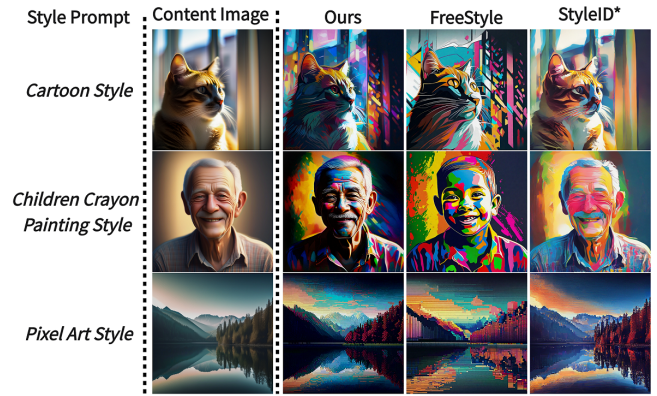 Style Prompt
Content Image
Ours
FreeStyle
StyleID*
Cartoon Style
Children Crayon
Painting Style
Pixel Art Style